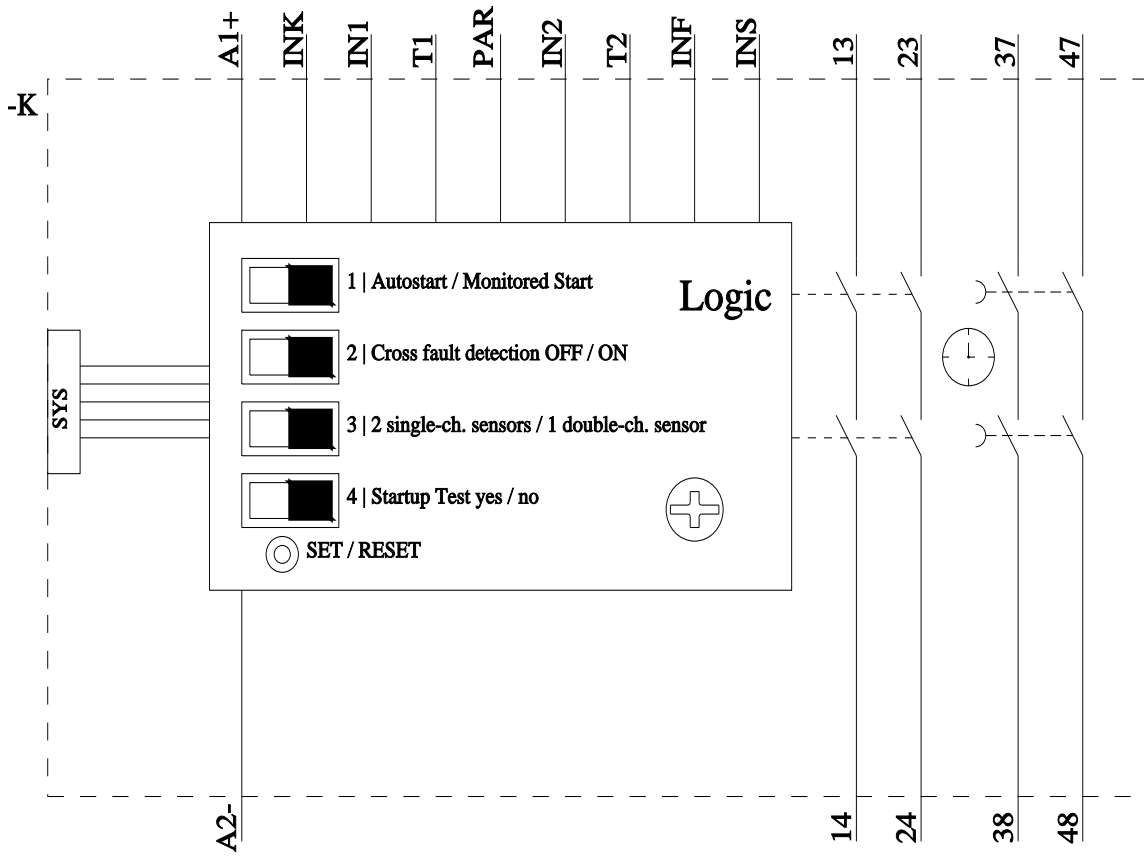 A1+
INK
IN1
T1
PAR
IN2
T2
INF
INS
13
23
37
47
-K
1 | Autostart / Monitored Start
Logic
2 | Cross fault detection OFF / ON
SYS
3 | 2 single-ch. sensors / 1 double-ch. sensor
4 | Startup Test yes / no
SET / RESET
A2-
14
24
38
48